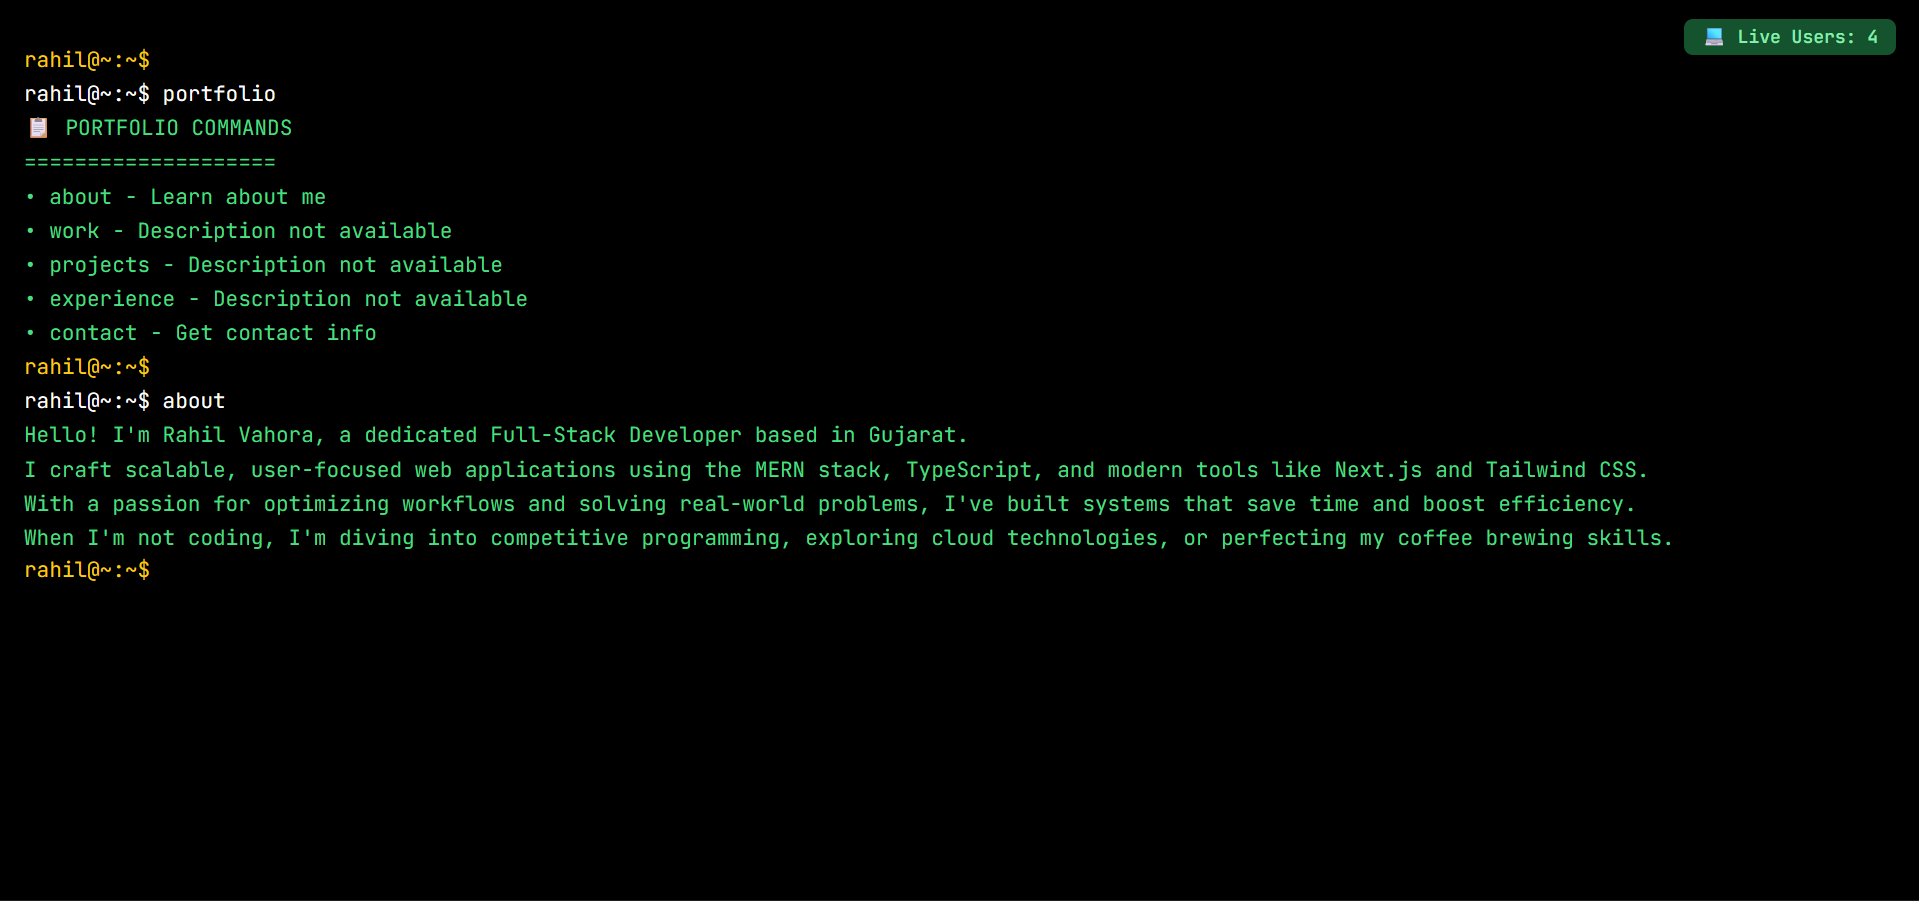 💻 Live Users: 4
rahil@~:~$
rahil@~:~$ portfolio
📋 PORTFOLIO COMMANDS
====================
• about - Learn about me
• work - Description not available
• projects - Description not available
• experience - Description not available
• contact - Get contact info
rahil@~:~$
rahil@~:~$ about
Hello! I'm Rahil Vahora, a dedicated Full-Stack Developer based in Gujarat.
I craft scalable, user-focused web applications using the MERN stack, TypeScript, and modern tools like Next.js and Tailwind CSS.
With a passion for optimizing workflows and solving real-world problems, I've built systems that save time and boost efficiency.
When I'm not coding, I'm diving into competitive programming, exploring cloud technologies, or perfecting my coffee brewing skills.
rahil@~:~$